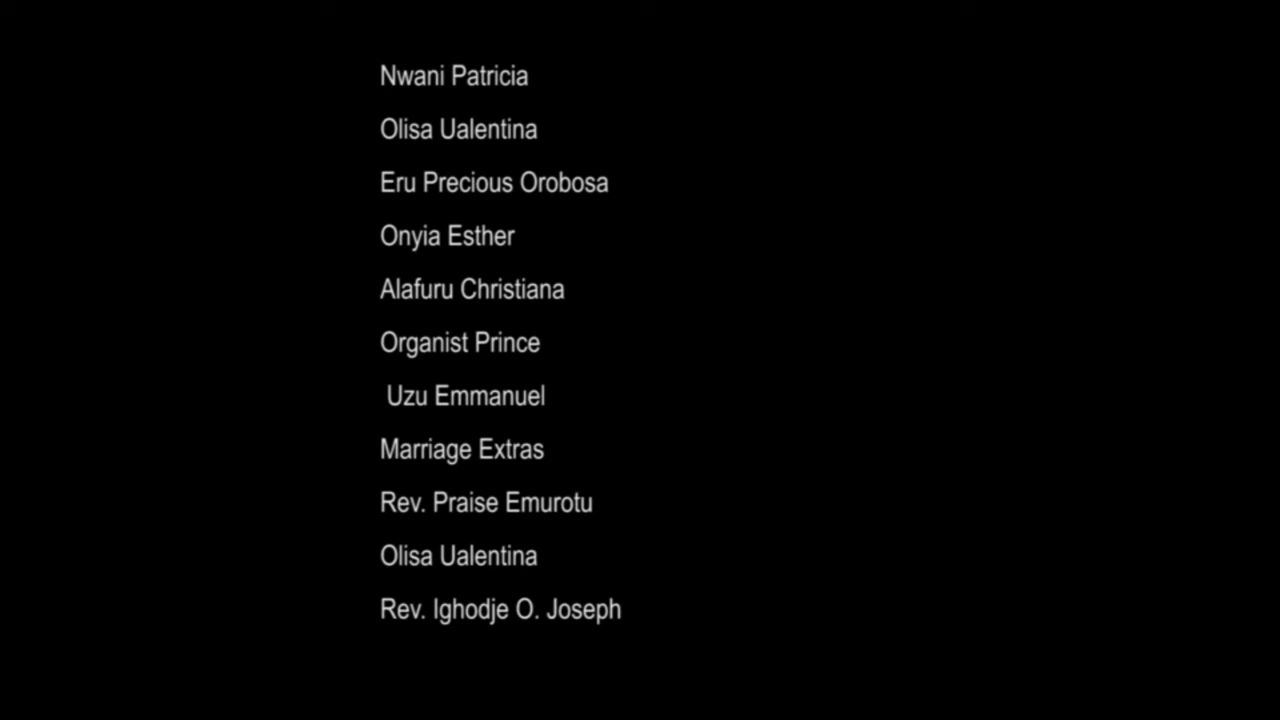 Nwani Patricia
Olisa Ualentina
Eru Precious Orobosa
Onyia Esther
Alafuru Christiana
Organist Prince
Uzu Emmanuel
Marriage Extras
Rev. Praise Emurotu
Olisa Ualentina
Rev. Ighodje O. Joseph